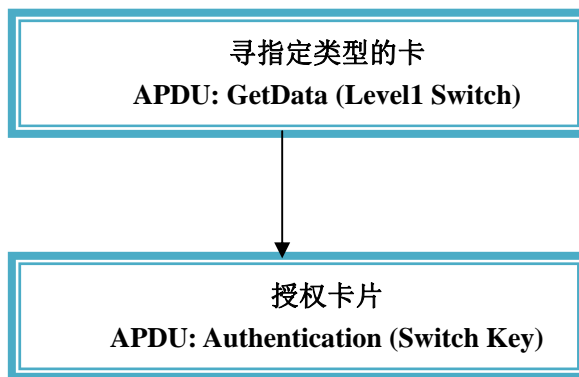 寻指定类型的卡
APDU: GetData (Level1 Switch)
授权卡片
APDU: Authentication (Switch Key)